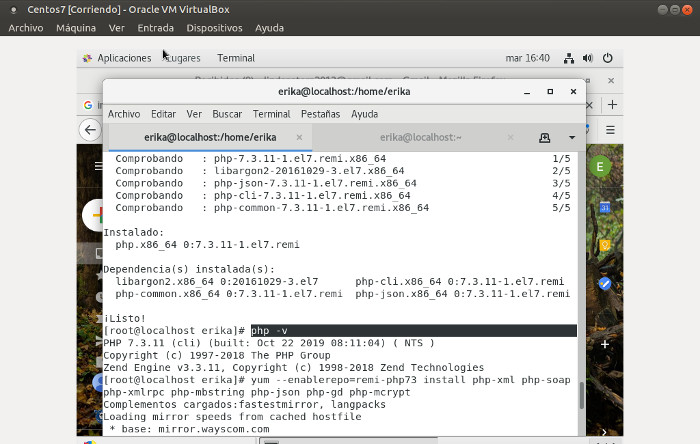 Centos7 [Corriendo] - Oracle VM VirtualBox
Archivo Máquina Ver Entrada Dispositivos Ayuda
Aplicaciones Lugares Terminal mar 16:40
erika@localhost:/home/erika
Archivo Editar Ver Buscar Terminal Pestañas Ayuda
erika@localhost:/home/erika × erika@localhost:~ ×
Comprobando : php-7.3.11-1.el7.remi.x86_64 1/5
Comprobando : libargon2-20161029-3.el7.x86_64 2/5
Comprobando : php-json-7.3.11-1.el7.remi.x86_64 3/5
Comprobando : php-cli-7.3.11-1.el7.remi.x86_64 4/5
Comprobando : php-common-7.3.11-1.el7.remi.x86_64 5/5
Instalado:
php.x86_64 0:7.3.11-1.el7.remi
Dependencia(s) instalada(s):
libargon2.x86_64 0:20161029-3.el7 php-cli.x86_64 0:7.3.11-1.el7.remi
php-common.x86_64 0:7.3.11-1.el7.remi php-json.x86_64 0:7.3.11-1.el7.remi
¡Listo!
[root@localhost erika]# php -v
PHP 7.3.11 (cli) (built: Oct 22 2019 08:11:04) ( NTS )
Copyright (c) 1997-2018 The PHP Group
Zend Engine v3.3.11, Copyright (c) 1998-2018 Zend Technologies
[root@localhost erika]# yum --enablerepo=remi-php73 install php-xml php-soap
php-xmlrpc php-mbstring php-json php-gd php-mcrypt
Complementos cargados:fastestmirror, langpacks
Loading mirror speeds from cached hostfile
* base: mirror.wayscom.com
E